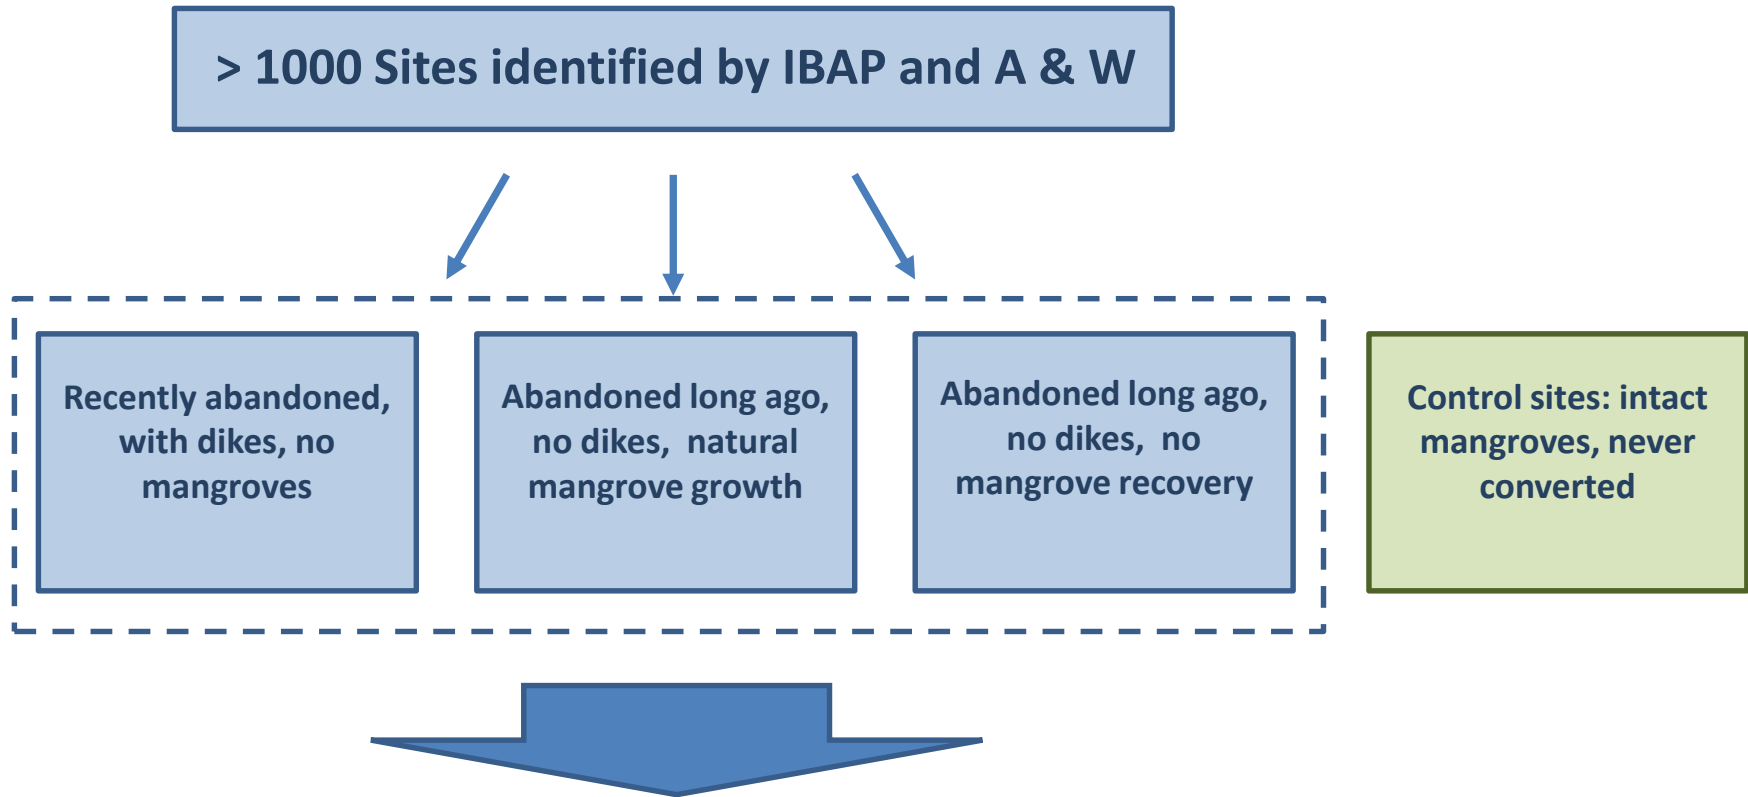 > 1000 Sites identified by IBAP and A & W
Recently abandoned,
with dikes, no
mangroves
Abandoned long ago,
no dikes, natural
mangrove growth
Abandoned long ago,
no dikes, no
mangrove recovery
Control sites: intact
mangroves, never
converted